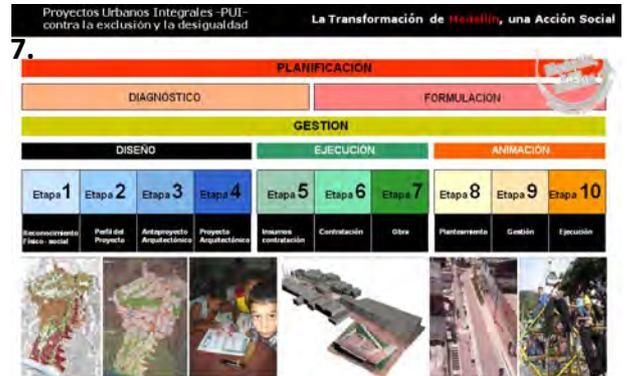 Proyectos Urbanos Integrales -PUI-
contra la exclusión y la desigualdad
La Transformación de Medellín, una Acción Social
7.
PLANIFICACION
DIAGNÓSTICO
FORMULACION
GESTION
DISEÑO
EJECUCIÓN
ANIMACIÓN
Etapa 1
Etapa 2
Etapa 3
Etapa 4
Etapa 5
Etapa 6
Etapa 7
Etapa 8
Etapa 9
Etapa 10
Reconocimiento
Físico - social
Perfil del
Proyecto
Anteproyecto
Arquitectónico
Proyecto
Arquitectónico
Insumos
contratación
Contratación
Obra
Planteamiento
Gestión
Ejecución